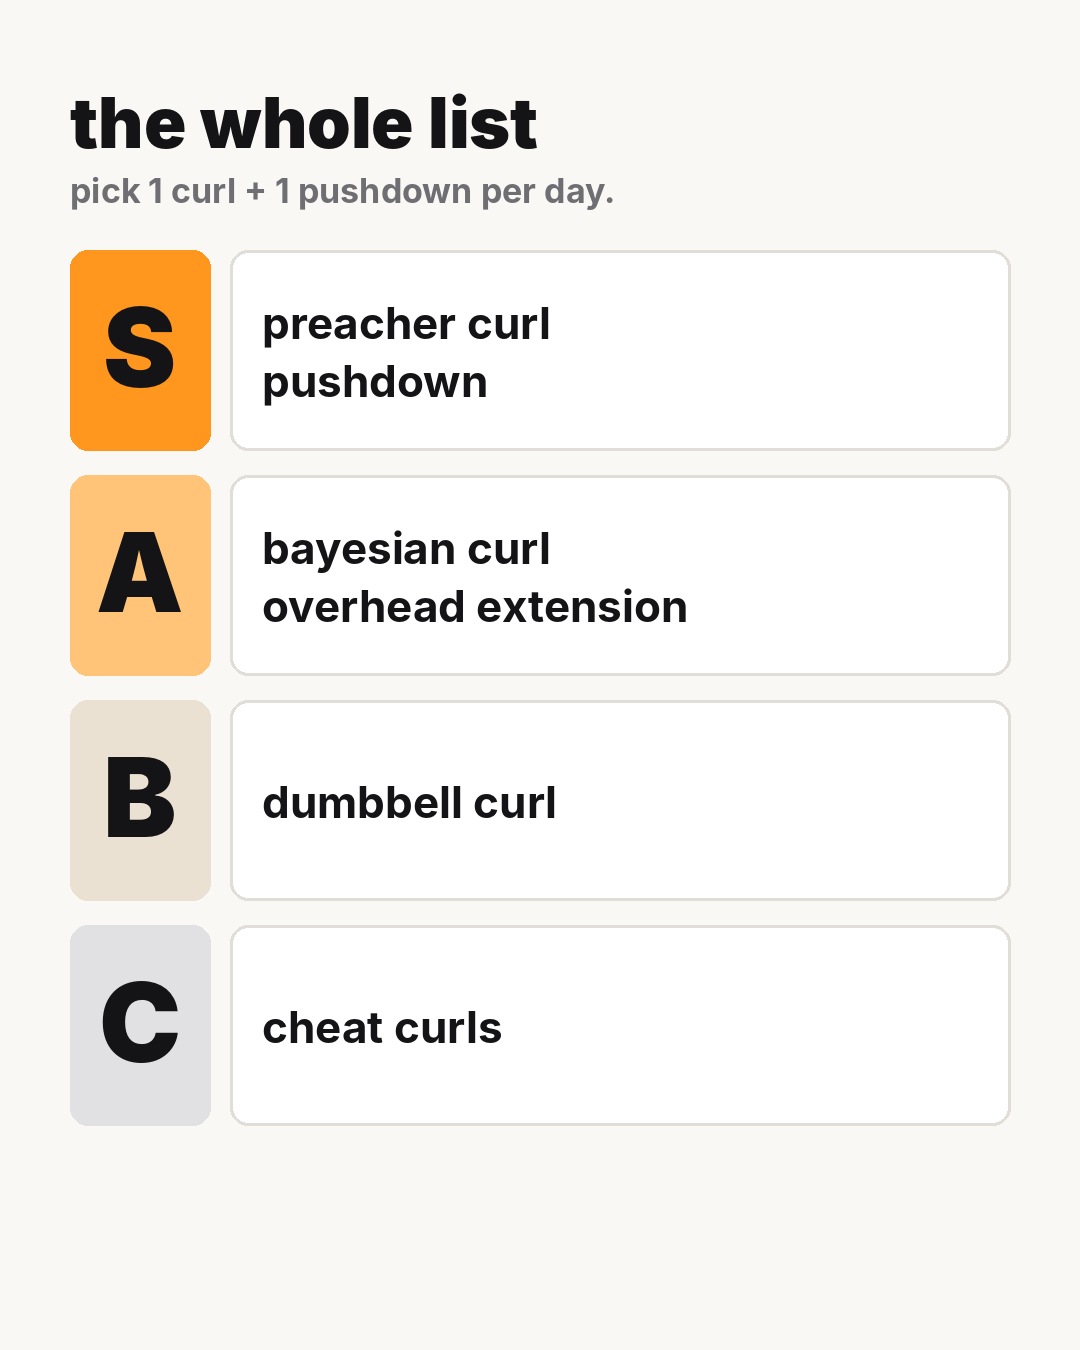 the whole list
pick 1 curl + 1 pushdown per day.
S
preacher curl
pushdown
A
bayesian curl
overhead extension
B
dumbbell curl
C
cheat curls